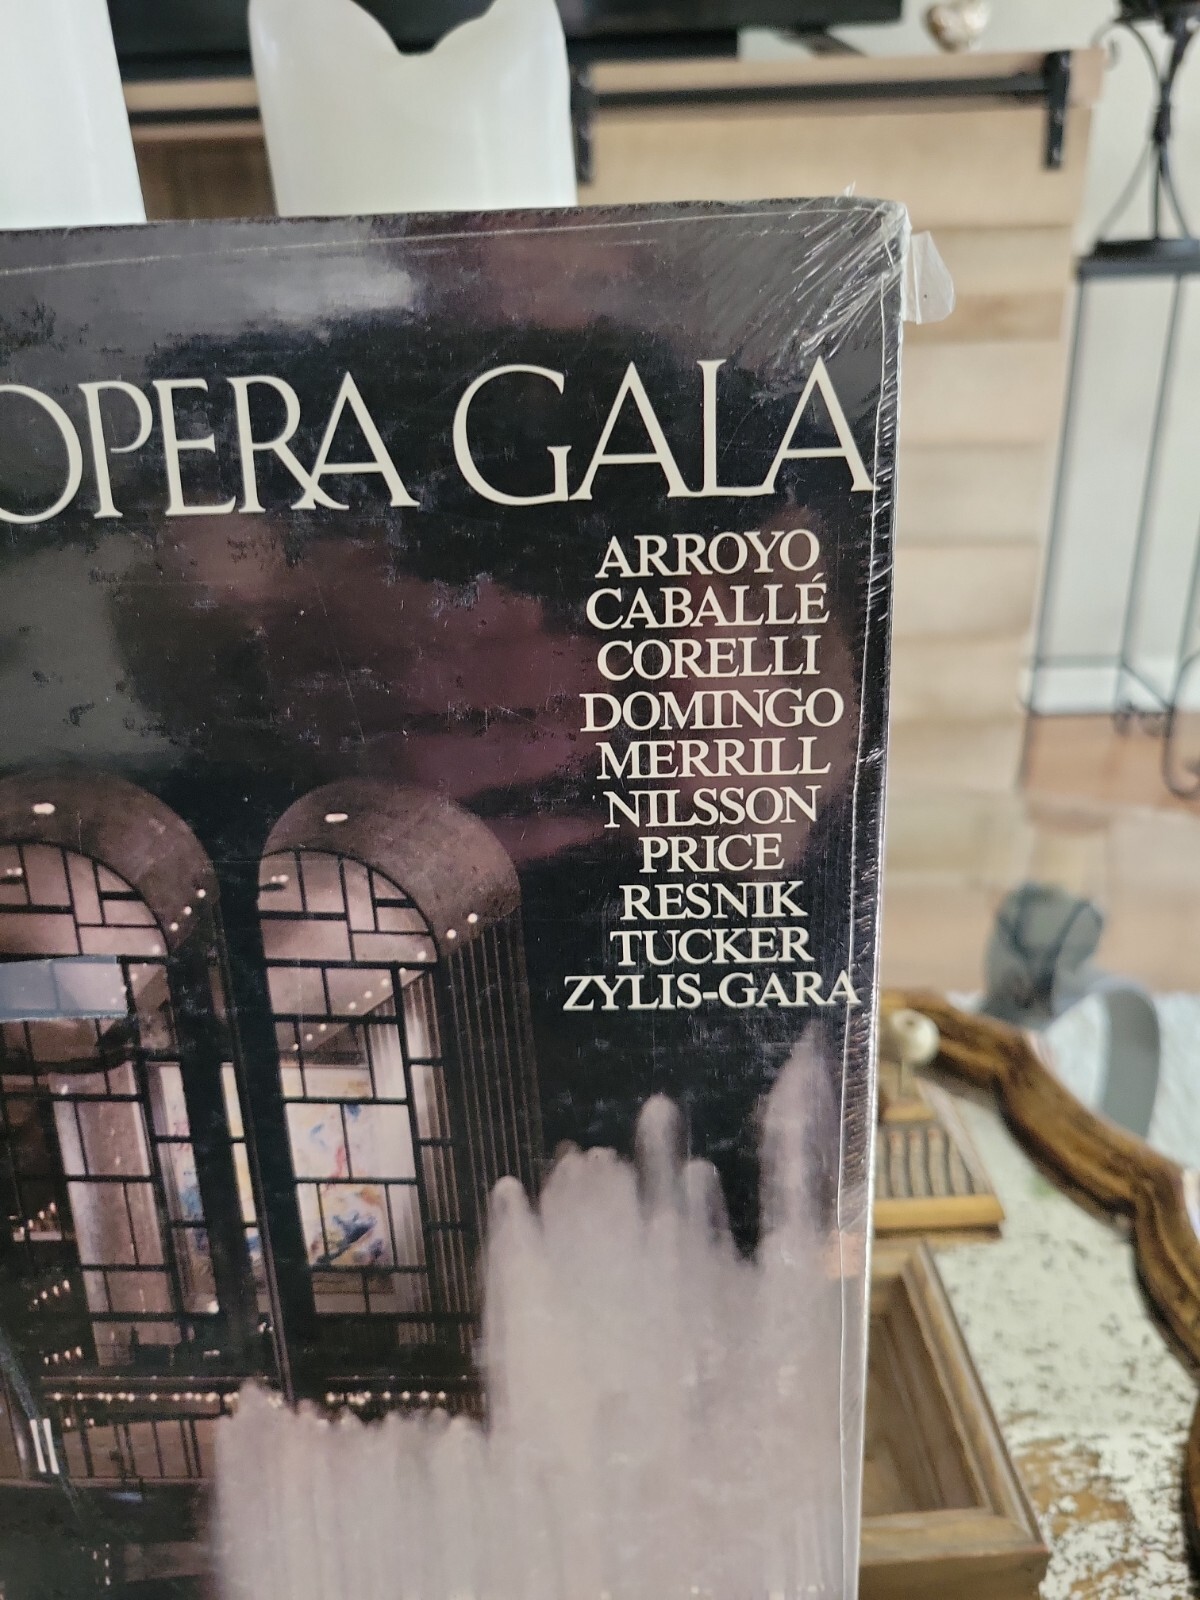 OPERA GALA
ARROYO
CABALLÉ
CORELLI
DOMINGO
MERRILL
NILSSON
PRICE
RESNIK
TUCKER
ZYLIS-GARA